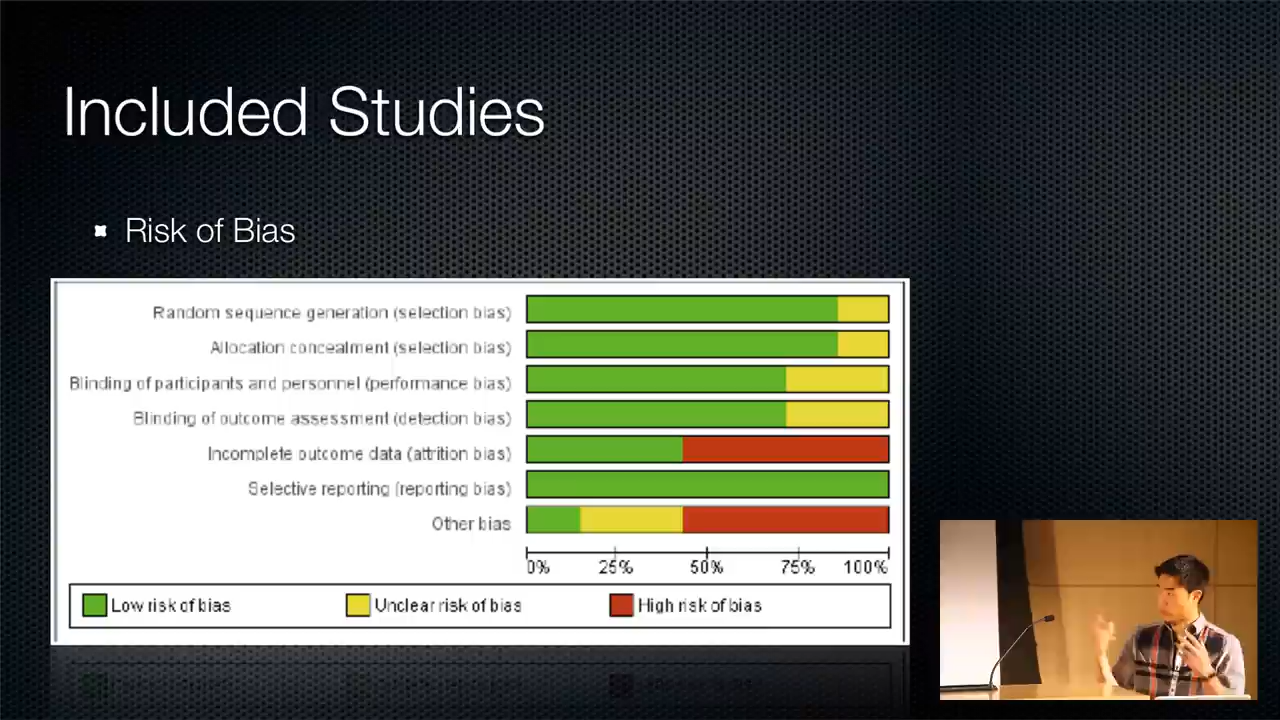 Included Studies
Risk of Bias
Random sequence generation (selection bias)
Allocation concealment (selection bias)
Blinding of participants and personnel (performance bias)
Blinding of outcome assessment (detection bias)
Incomplete outcome data (attrition bias)
Selective reporting (reporting bias)
Other bias
0% 25% 50% 75% 100%
Low risk of bias Unclear risk of bias High risk of bias